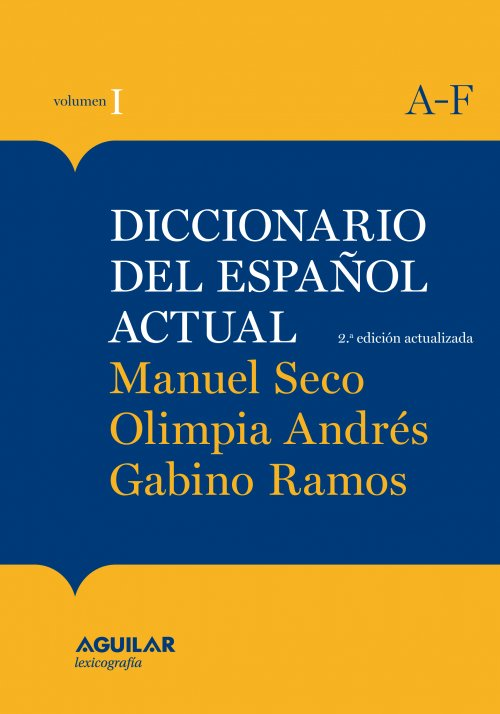 volumen I
A-F
DICCIONARIO
DEL ESPAÑOL
ACTUAL
2.ª edición actualizada
Manuel Seco
Olimpia Andrés
Gabino Ramos
AGUILAR
lexicografía